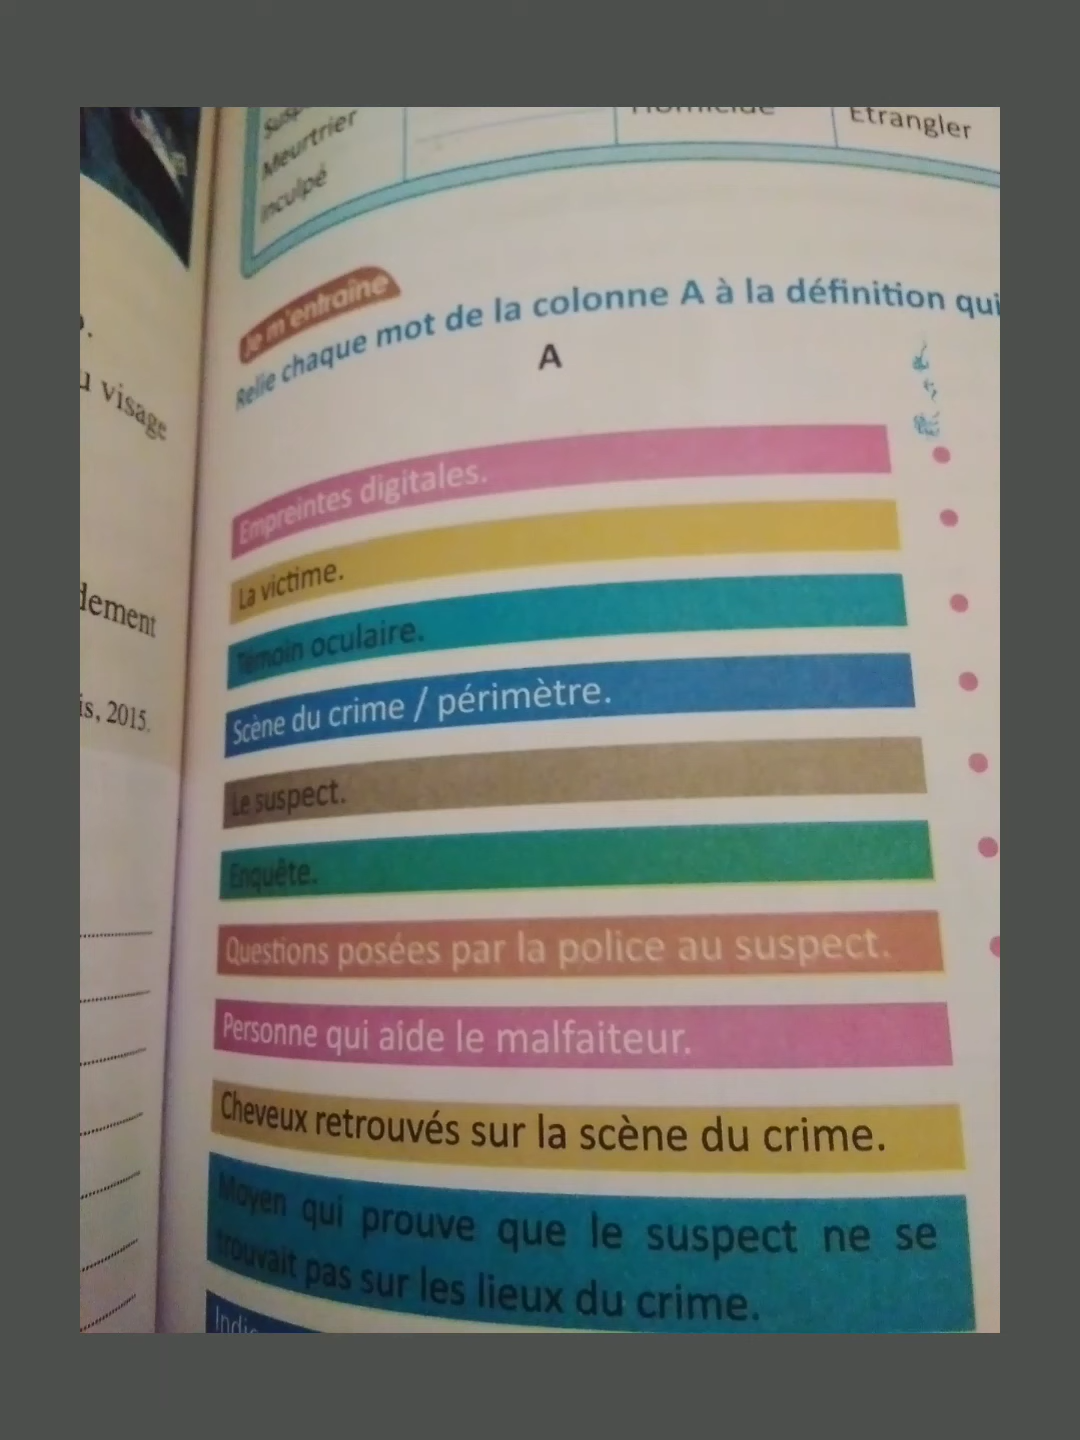 Meurtrier
Inculpé
Homicide
Etrangler
Je m'entraîne
Relie chaque mot de la colonne A à la définition qui
A
Empreintes digitales.
La victime.
Témoin oculaire.
Scène du crime / périmètre.
Le suspect.
Enquête.
Questions posées par la police au suspect.
Personne qui aide le malfaiteur.
Cheveux retrouvés sur la scène du crime.
Moyen qui prouve que le suspect ne se
trouvait pas sur les lieux du crime.
visage
2015.